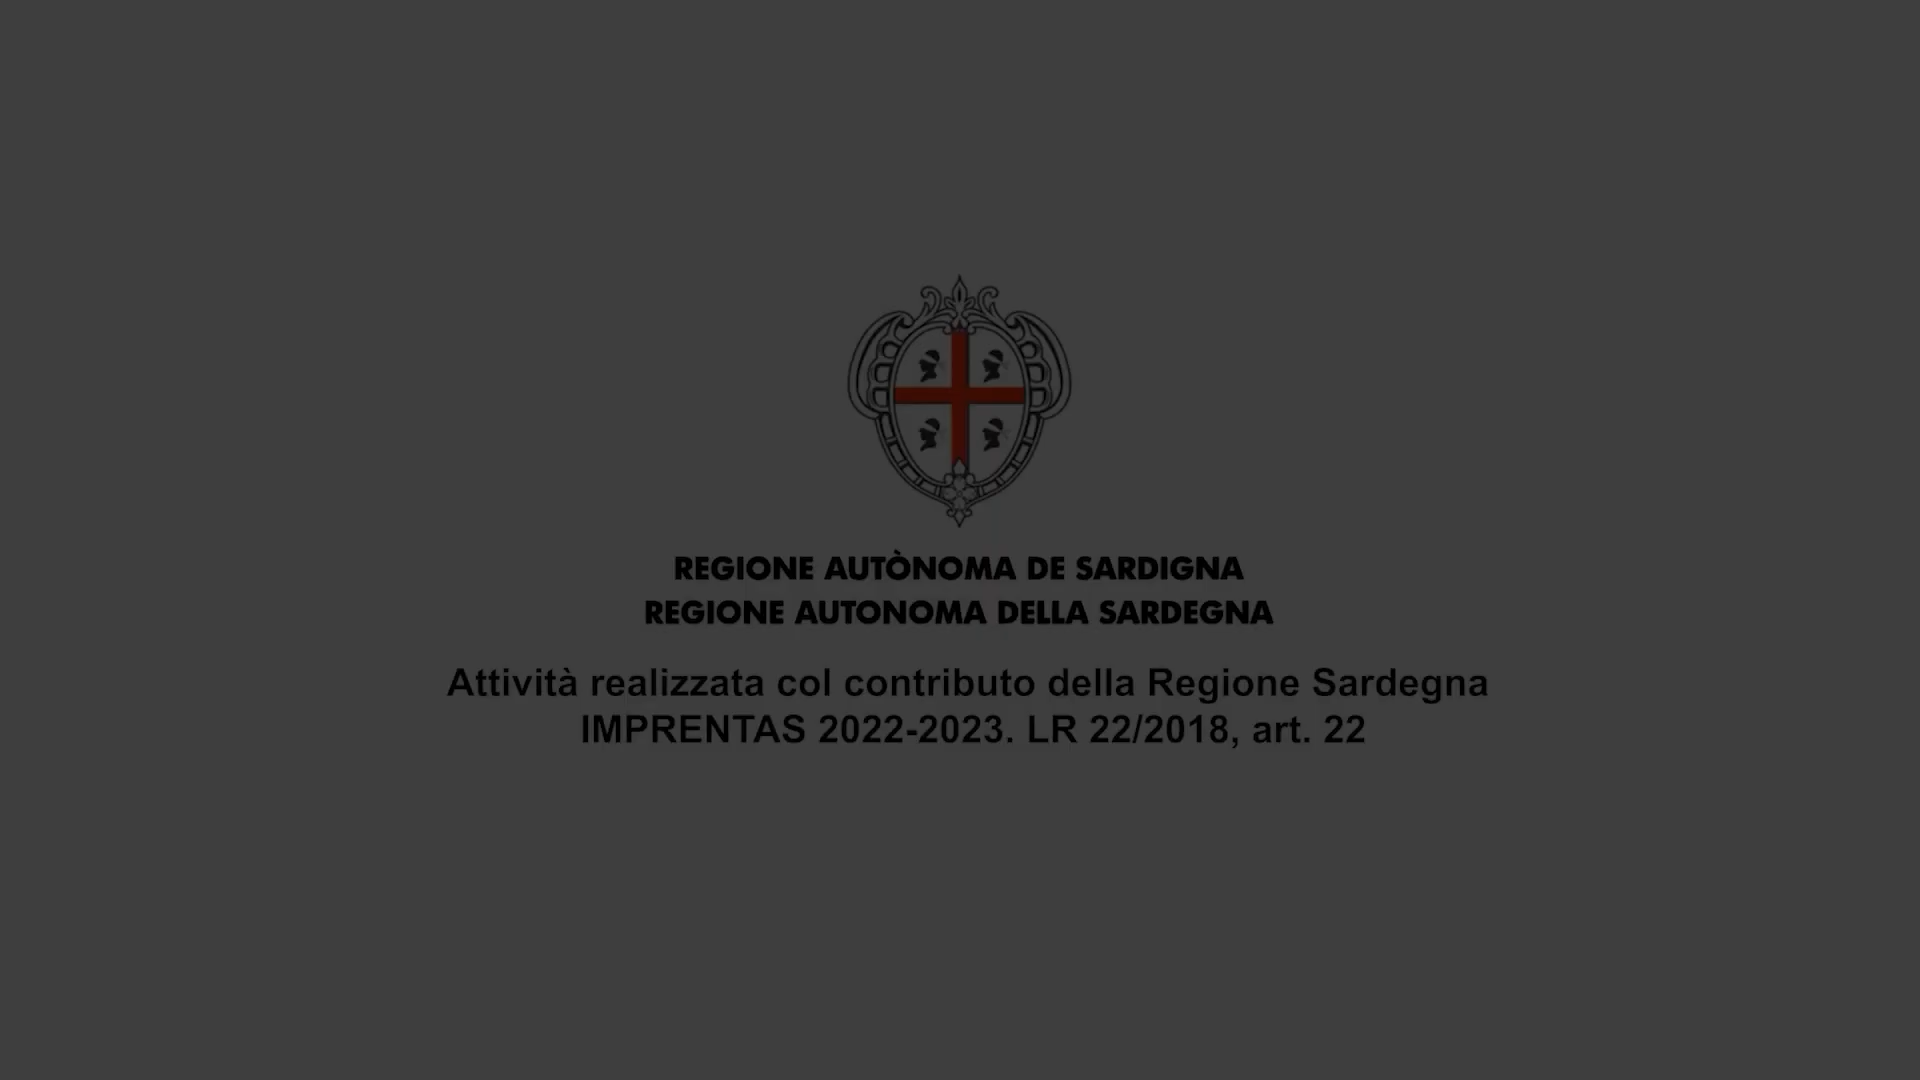 REGIONE AUTÒNOMA DE SARDIGNA
REGIONE AUTONOMA DELLA SARDEGNA
Attività realizzata col contributo della Regione Sardegna
IMPRENTAS 2022-2023. LR 22/2018, art. 22